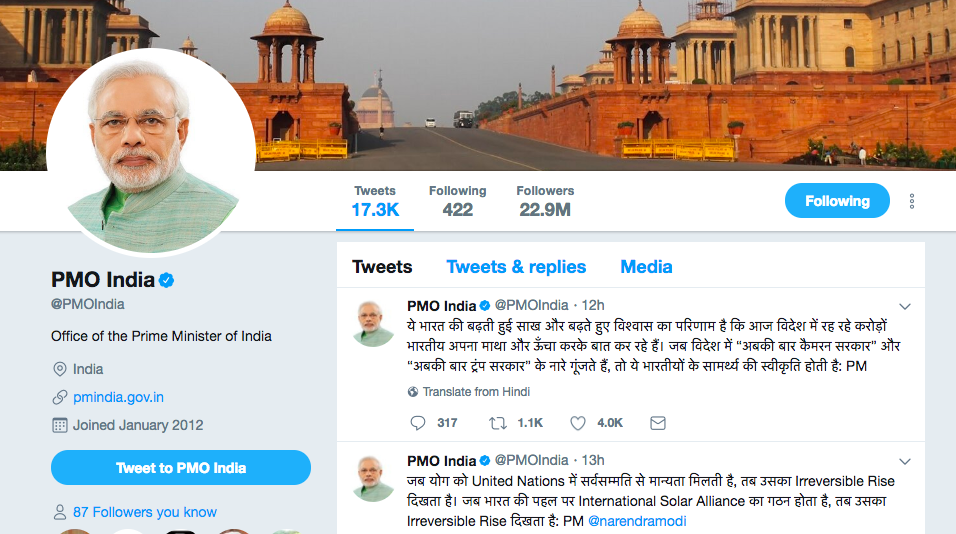 Tweets
17.3K
Following
422
Followers
22.9M
Following
PMO India
@PMOIndia
Office of the Prime Minister of India
India
pmindia.gov.in
Joined January 2012
Tweet to PMO India
87 Followers you know
Tweets Tweets & replies Media
PMO India @PMOIndia · 12h
ये भारत की बढ़ती हुई साख और बढ़ते हुए विश्वास का परिणाम है कि आज विदेश में रह रहे करोड़ों
भारतीय अपना माथा और ऊँचा करके बात कर रहे हैं। जब विदेश में “अबकी बार कैमरन सरकार” और
“अबकी बार ट्रंप सरकार” के नारे गूंजते हैं, तो ये भारतीयों के सामर्थ्य की स्वीकृति होती है: PM
Translate from Hindi
317 1.1K 4.0K
PMO India @PMOIndia · 13h
जब योग को United Nations में सर्वसम्मति से मान्यता मिलती है, तब उसका Irreversible Rise
दिखता है। जब भारत की पहल पर International Solar Alliance का गठन होता है, तब उसका
Irreversible Rise दिखता है: PM @narendramodi